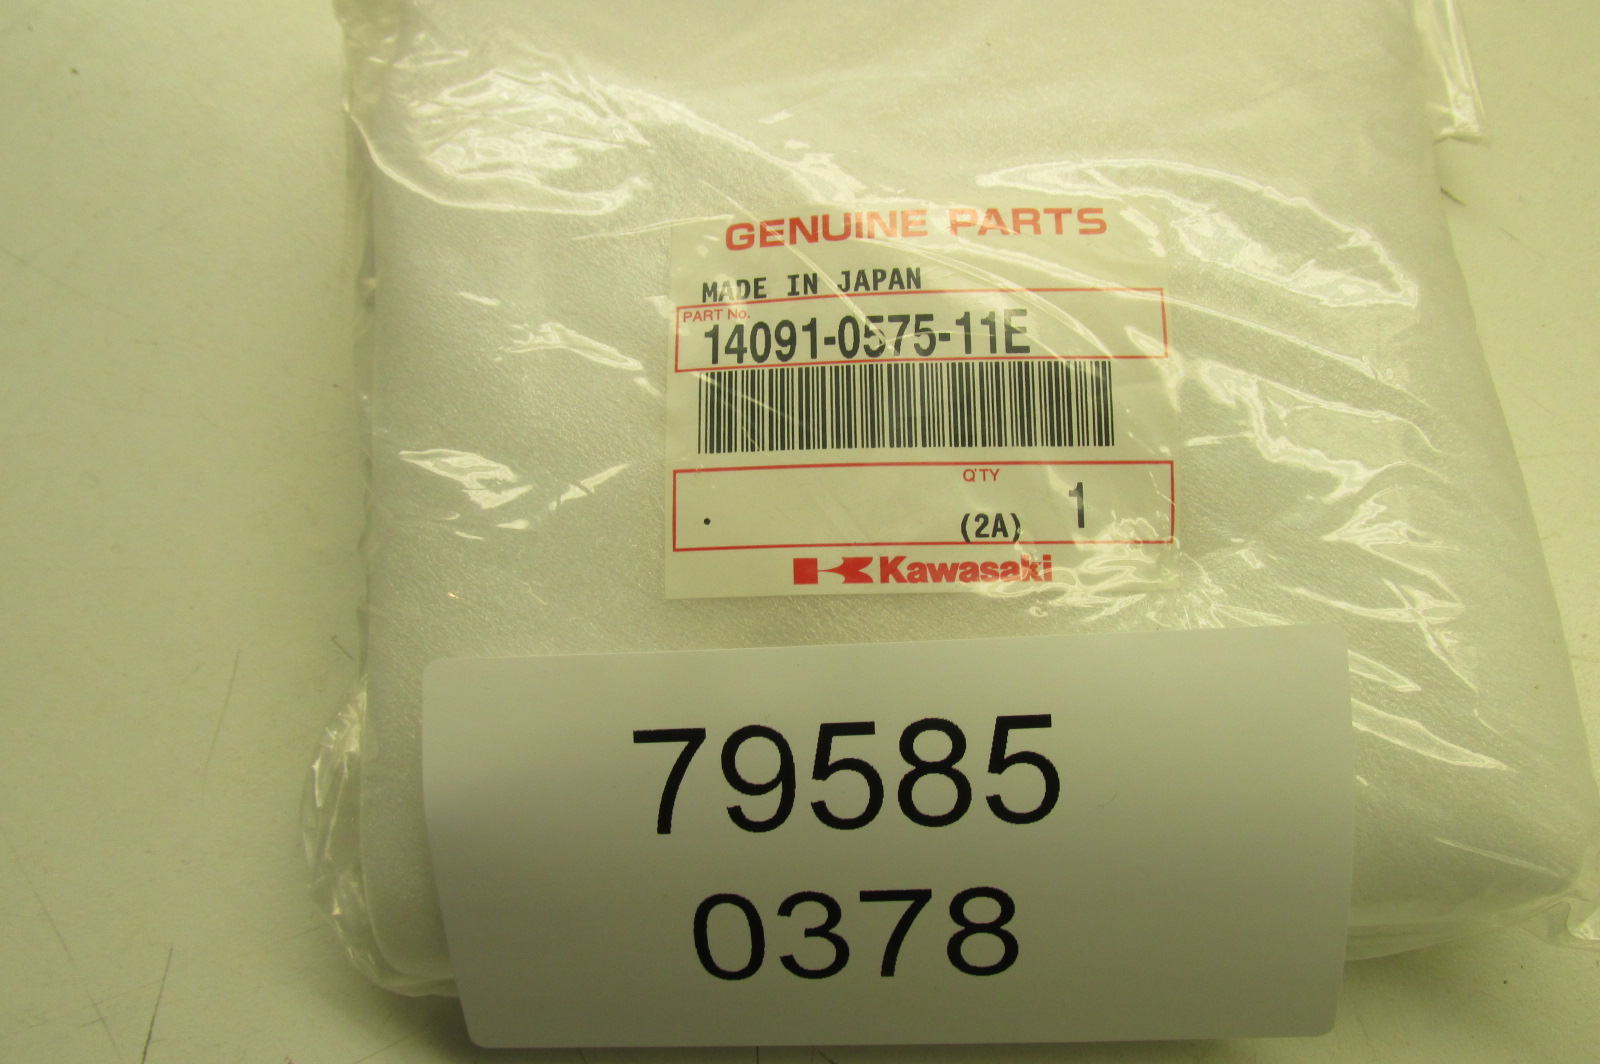 GENUINE PARTS
MADE IN JAPAN
PART No.
14091-0575-11E
Q'TY
. (2A) 1
Kawasaki
79585
0378